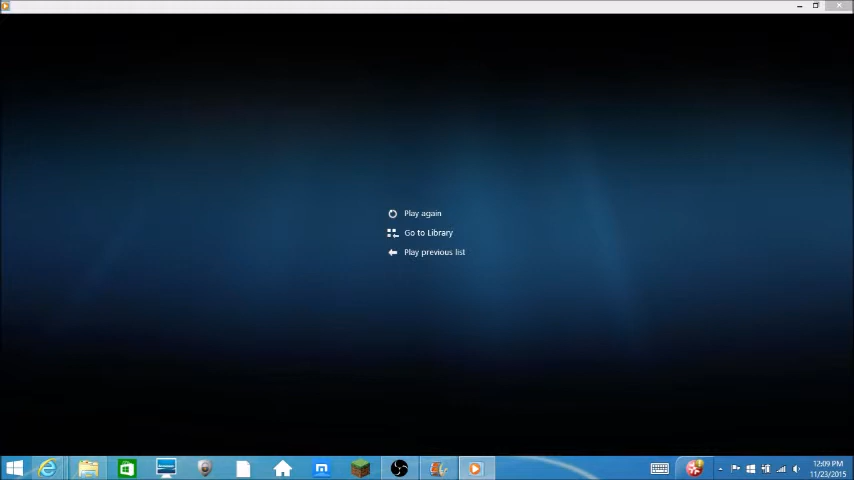 Play again
Go to Library
Play previous list
12:09 PM
11/23/2015